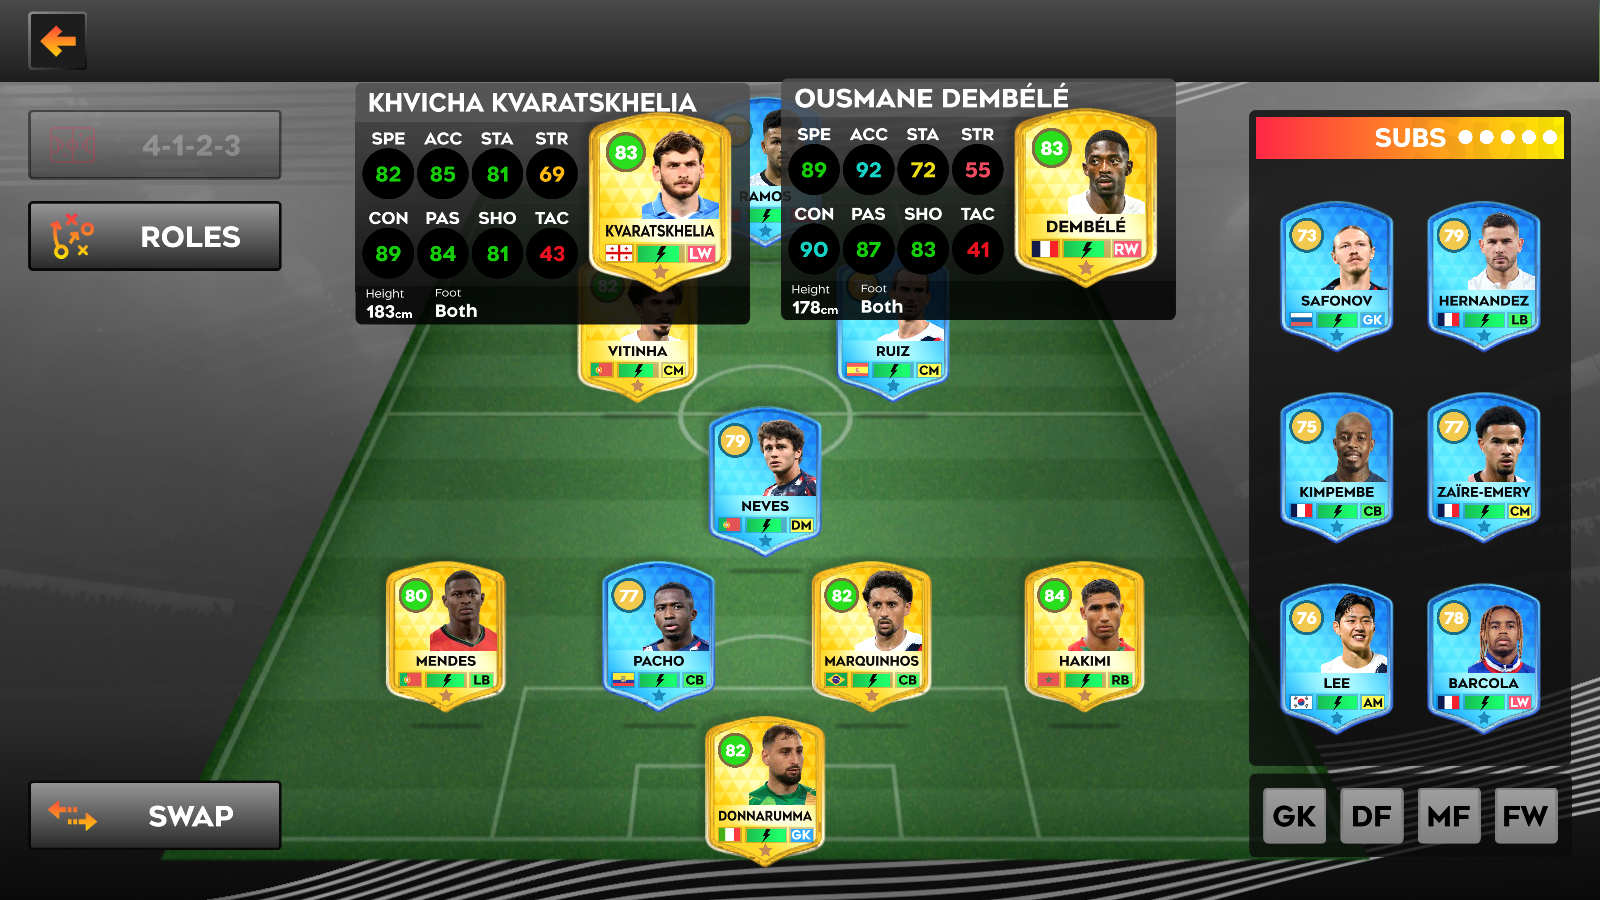 4-1-2-3
ROLES
SWAP
KHVICHA KVARATSKHELIA
SPE ACC STA STR
82 85 81 69
CON PAS SHO TAC
89 84 81 43
Height Foot
183cm Both
83
KVARATSKHELIA
LW
RAMOS
OUSMANE DEMBÉLÉ
SPE ACC STA STR
89 92 72 55
CON PAS SHO TAC
90 87 83 41
Height Foot
178cm Both
83
DEMBÉLÉ
RW
82
VITINHA
CM
RUIZ
CM
79
NEVES
DM
80
MENDES
LB
77
PACHO
CB
82
MARQUINHOS
CB
84
HAKIMI
RB
82
DONNARUMMA
GK
SUBS
73
SAFONOV
GK
79
HERNANDEZ
LB
75
KIMPEMBE
CB
77
ZAÏRE-EMERY
CM
76
LEE
AM
78
BARCOLA
LW
GK DF MF FW